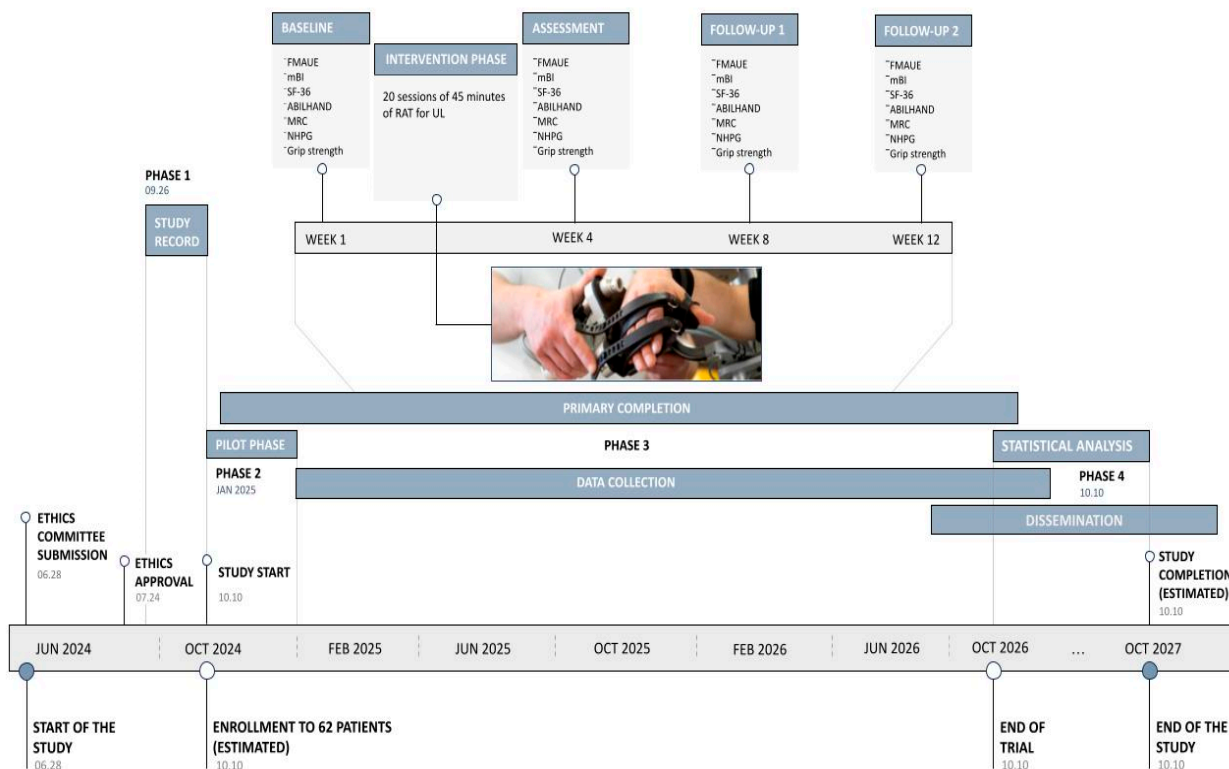 BASELINE
-FMAUE
-mBI
-SF-36
-ABILHAND
-MRC
-NHPG
-Grip strength
INTERVENTION PHASE
20 sessions of 45 minutes
of RAT for UL
ASSESSMENT
-FMAUE
-mBI
-SF-36
-ABILHAND
-MRC
-NHPG
-Grip strength
FOLLOW-UP 1
-FMAUE
-mBI
-SF-36
-ABILHAND
-MRC
-NHPG
-Grip strength
FOLLOW-UP 2
-FMAUE
-mBI
-SF-36
-ABILHAND
-MRC
-NHPG
-Grip strength
PHASE 1
09.26
STUDY
RECORD
WEEK 1
WEEK 4
WEEK 8
WEEK 12
PRIMARY COMPLETION
PILOT PHASE
PHASE 3
STATISTICAL ANALYSIS
PHASE 2
JAN 2025
DATA COLLECTION
PHASE 4
10.10
DISSEMINATION
ETHICS
COMMITTEE
SUBMISSION
06.28
ETHICS
APPROVAL
07.24
STUDY START
10.10
STUDY
COMPLETION
(ESTIMATED)
10.10
JUN 2024
OCT 2024
FEB 2025
JUN 2025
OCT 2025
FEB 2026
JUN 2026
OCT 2026
...
OCT 2027
START OF THE
STUDY
06.28
ENROLLMENT TO 62 PATIENTS
(ESTIMATED)
10.10
END OF
TRIAL
10.10
END OF THE
STUDY
10.10